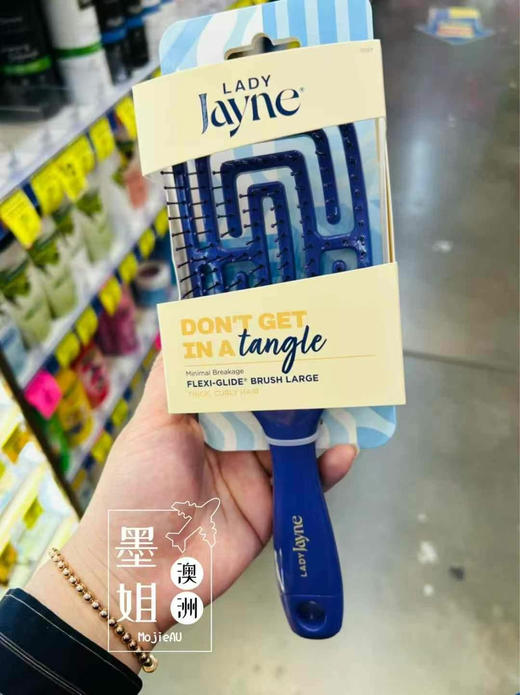 LADY
Jayne®
DON'T GET
IN A tangle
Minimal Breakage
FLEXI-GLIDE® BRUSH LARGE
THICK, CURLY HAIR
LADY Jayne
墨姐
澳洲
MojieAU